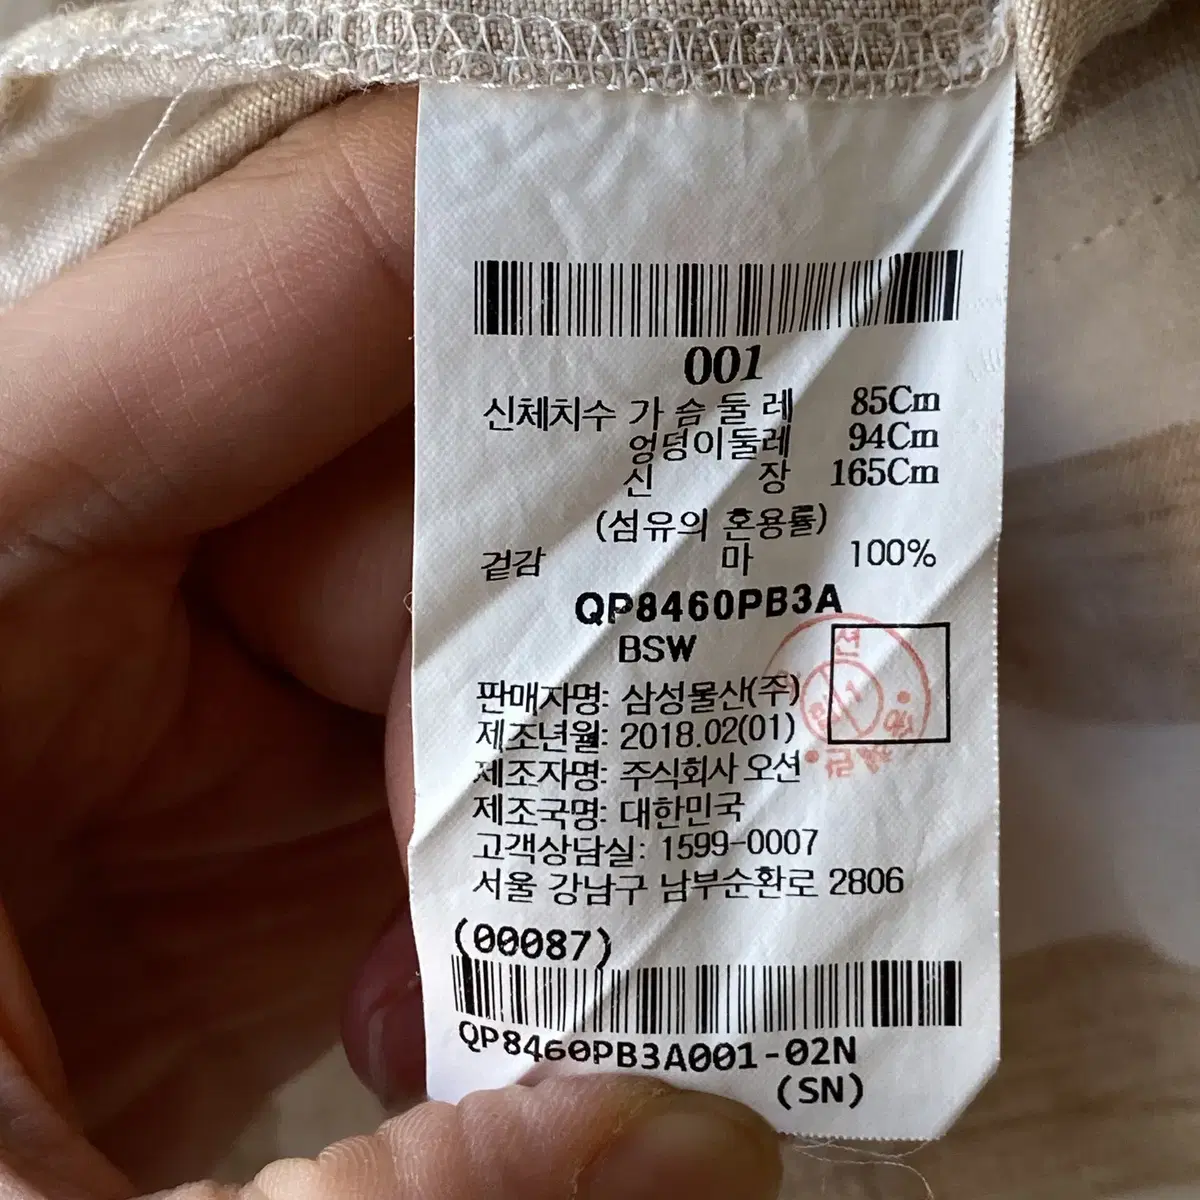 001
신체치수 가슴둘레 85Cm
엉덩이둘레 94Cm
신 장 165Cm
(섬유의 혼용률)
겉감 마 100%
QP8460PB3A
BSW
판매자명: 삼성물산(주)
제조년월: 2018.02(01)
제조자명: 주식회사 오션
제조국명: 대한민국
고객상담실: 1599-0007
서울 강남구 남부순환로 2806
(00087)
QP8460PB3A001-02N
(SN)